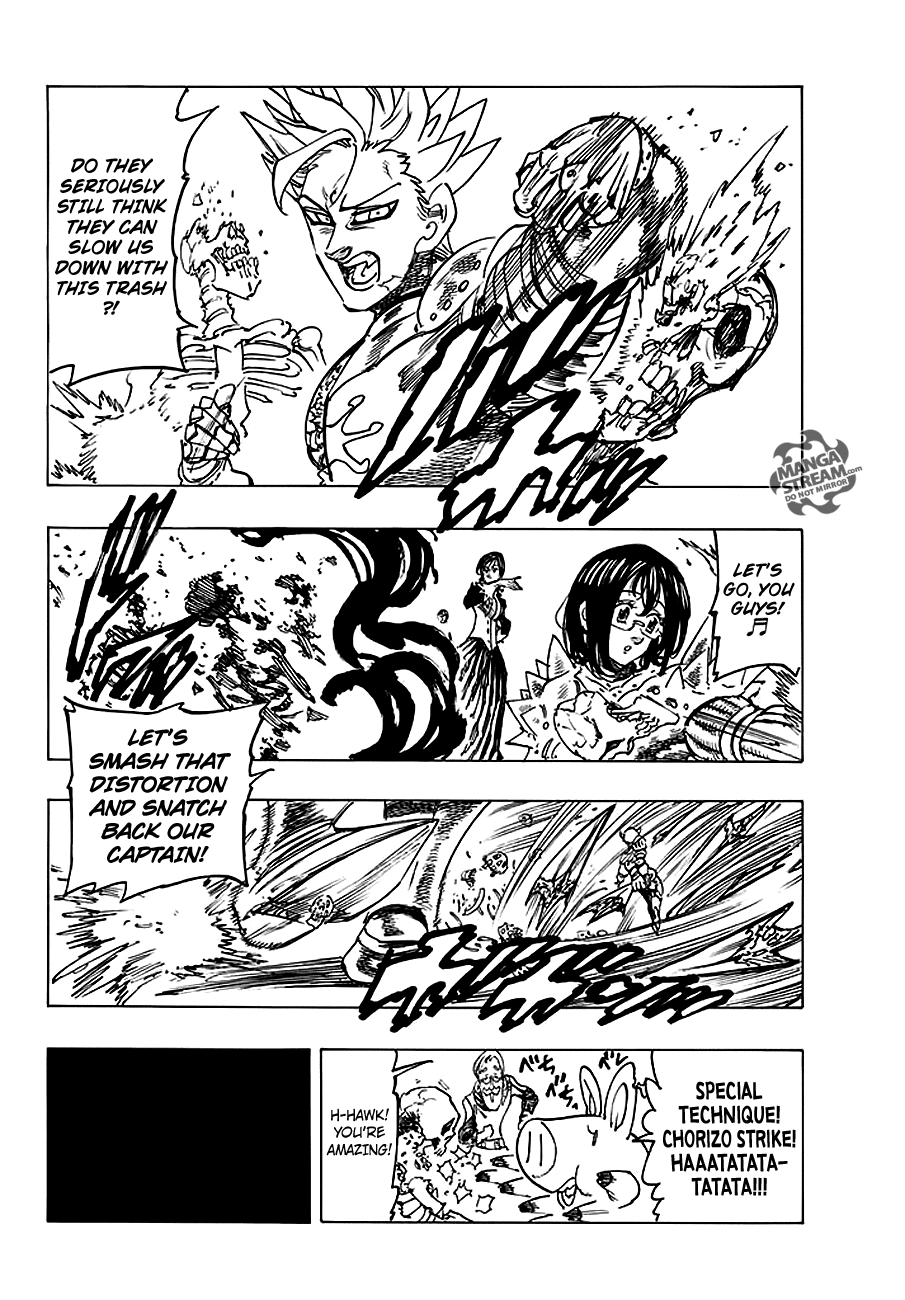 DO THEY
SERIOUSLY
STILL THINK
THEY CAN
SLOW US
DOWN WITH
THIS TRASH
?!
MANGA
STREAM.com
DO NOT MIRROR
LET'S
GO, YOU
GUYS!
♬
LET'S
SMASH THAT
DISTORTION
AND SNATCH
BACK OUR
CAPTAIN!
SPECIAL
TECHNIQUE!
CHORIZO STRIKE!
HAAATATATA-
TATATA!!!
H-HAWK!
YOU'RE
AMAZING!